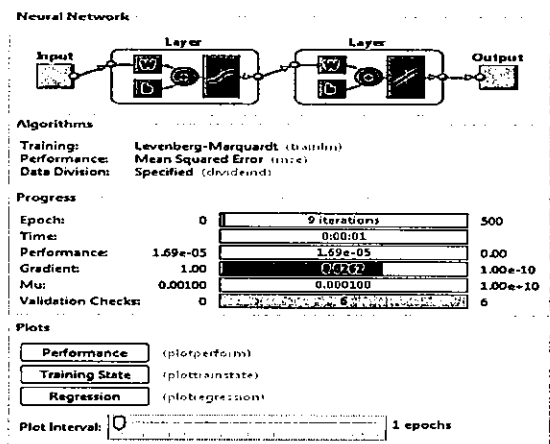 Neural Network
Layer Layer
Input Output
W W
b b
Algorithms
Training: Levenberg-Marquardt (trainlm)
Performance: Mean Squared Error (mse)
Data Division: Specified (divideind)
Progress
Epoch: 0 9 iterations 500
Time: 0:00:01
Performance: 1.69e-05 1.69e-05 0.00
Gradient: 1.00 1.00e-10
Mu: 0.00100 0.000100 1.00e+10
Validation Checks: 0 6 6
Plots
Performance (plotperform)
Training State (plottrainstate)
Regression (plotregression)
Plot Interval: 1 epochs